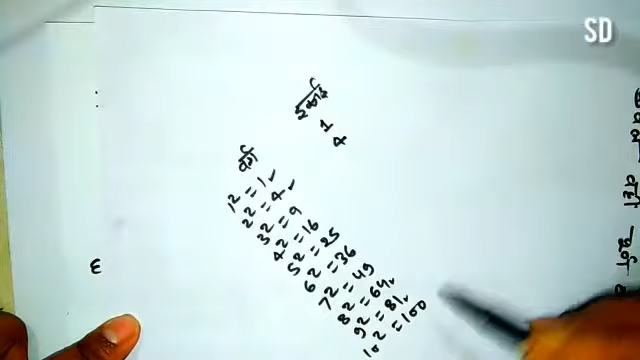 SD
इकाई
1
4
वर्ग
1² = 1 ✓
2² = 4 ✓
3² = 9
4² = 16
5² = 25
6² = 36
7² = 49
8² = 64 ✓
9² = 81 ✓
10² = 100